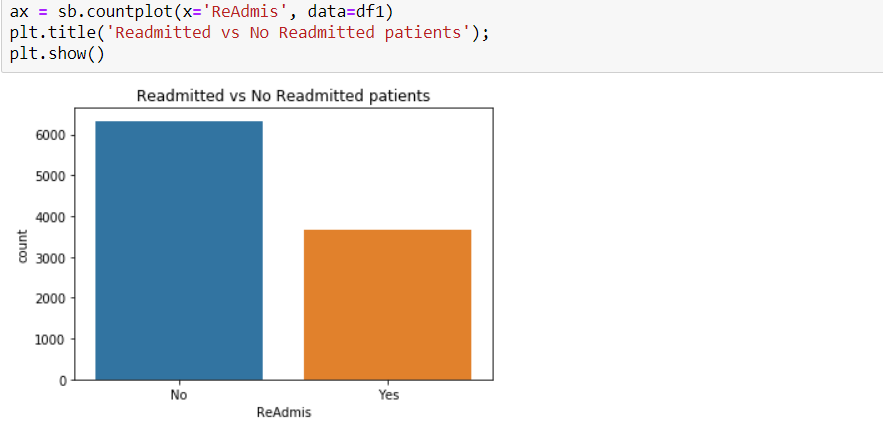 ax = sb.countplot(x='ReAdmis', data=df1)
plt.title('Readmitted vs No Readmitted patients');
plt.show()
Readmitted vs No Readmitted patients
6000
5000
4000
3000
2000
1000
0
count
No
Yes
ReAdmis